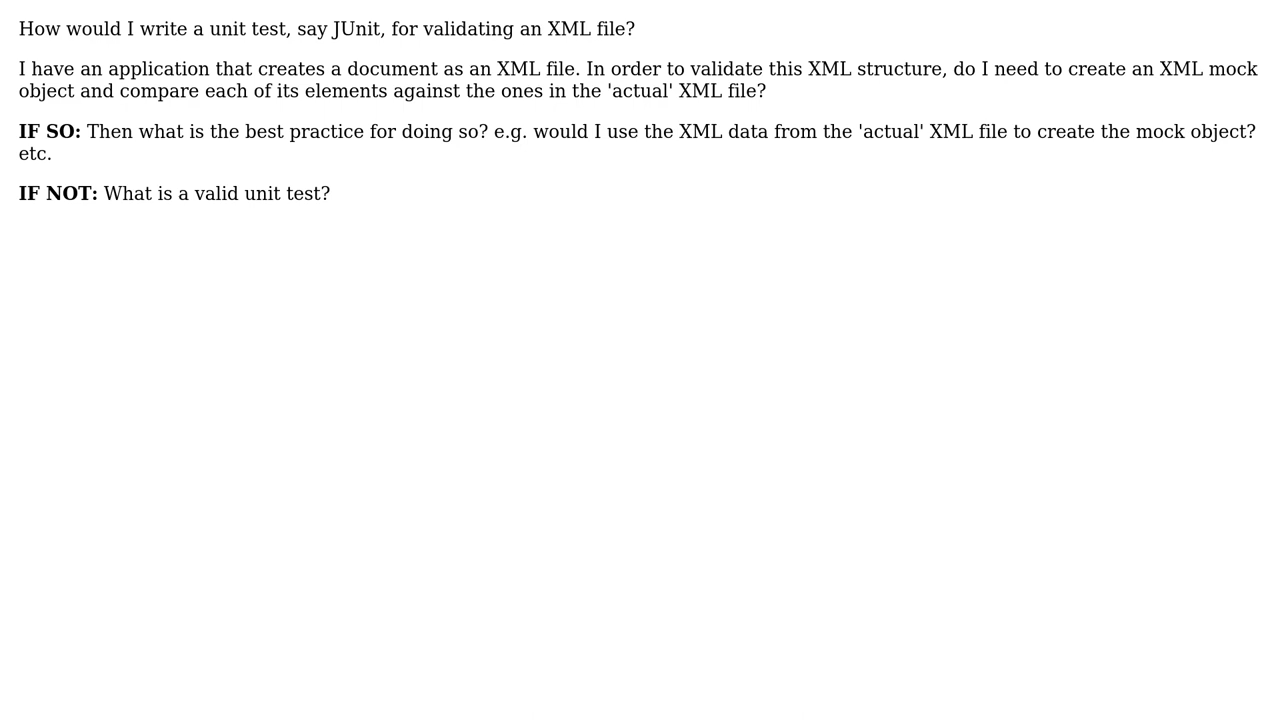 How would I write a unit test, say JUnit, for validating an XML file?
I have an application that creates a document as an XML file. In order to validate this XML structure, do I need to create an XML mock
object and compare each of its elements against the ones in the 'actual' XML file?
IF SO: Then what is the best practice for doing so? e.g. would I use the XML data from the 'actual' XML file to create the mock object?
etc.
IF NOT: What is a valid unit test?